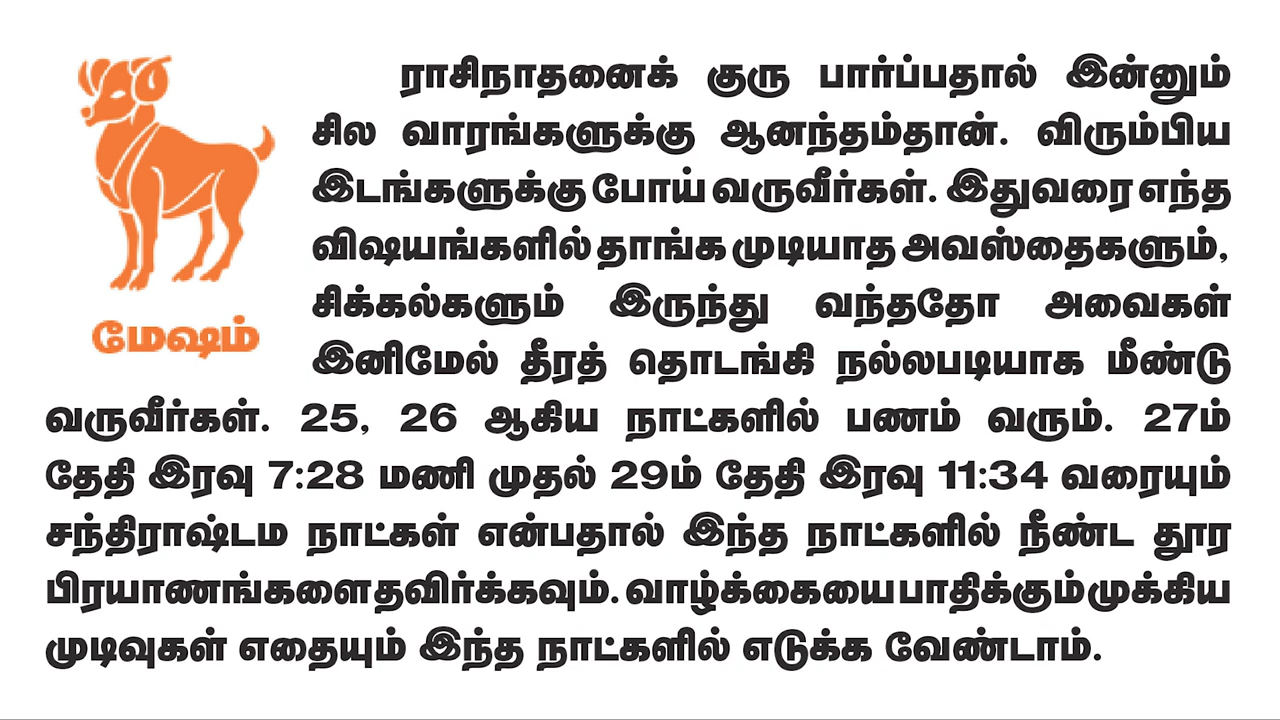 ராசிநாதனைக் குரு பார்ப்பதால் இன்னும்
சில வாரங்களுக்கு ஆனந்தம்தான். விரும்பிய
இடங்களுக்கு போய் வருவீர்கள். இதுவரை எந்த
விஷயங்களில் தாங்க முடியாத அவஸ்தைகளும்,
சிக்கல்களும் இருந்து வந்ததோ அவைகள்
மேஷம்
இனிமேல் தீரத் தொடங்கி நல்லபடியாக மீண்டு
வருவீர்கள். 25, 26 ஆகிய நாட்களில் பணம் வரும். 27ம்
தேதி இரவு 7:28 மணி முதல் 29ம் தேதி இரவு 11:34 வரையும்
சந்திராஷ்டம நாட்கள் என்பதால் இந்த நாட்களில் நீண்ட தூர
பிரயாணங்களை தவிர்க்கவும். வாழ்க்கையை பாதிக்கும் முக்கிய
முடிவுகள் எதையும் இந்த நாட்களில் எடுக்க வேண்டாம்.